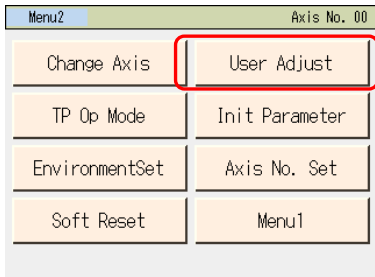 Menu2 Axis No. 00
Change Axis User Adjust
TP Op Mode Init Parameter
EnvironmentSet Axis No. Set
Soft Reset Menu1